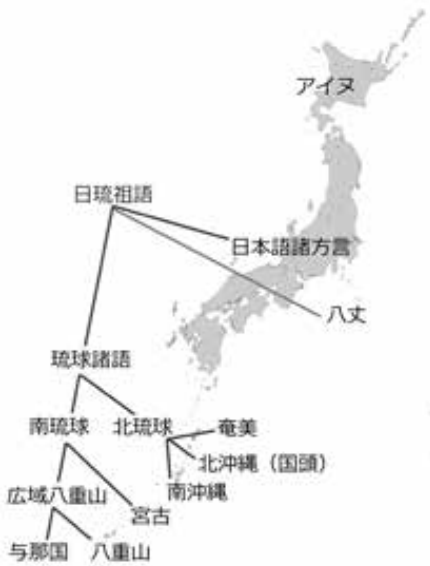 アイヌ
日琉祖語
日本語諸方言
八丈
琉球諸語
南琉球
北琉球
奄美
北沖縄（国頭）
南沖縄
広域八重山
宮古
与那国
八重山